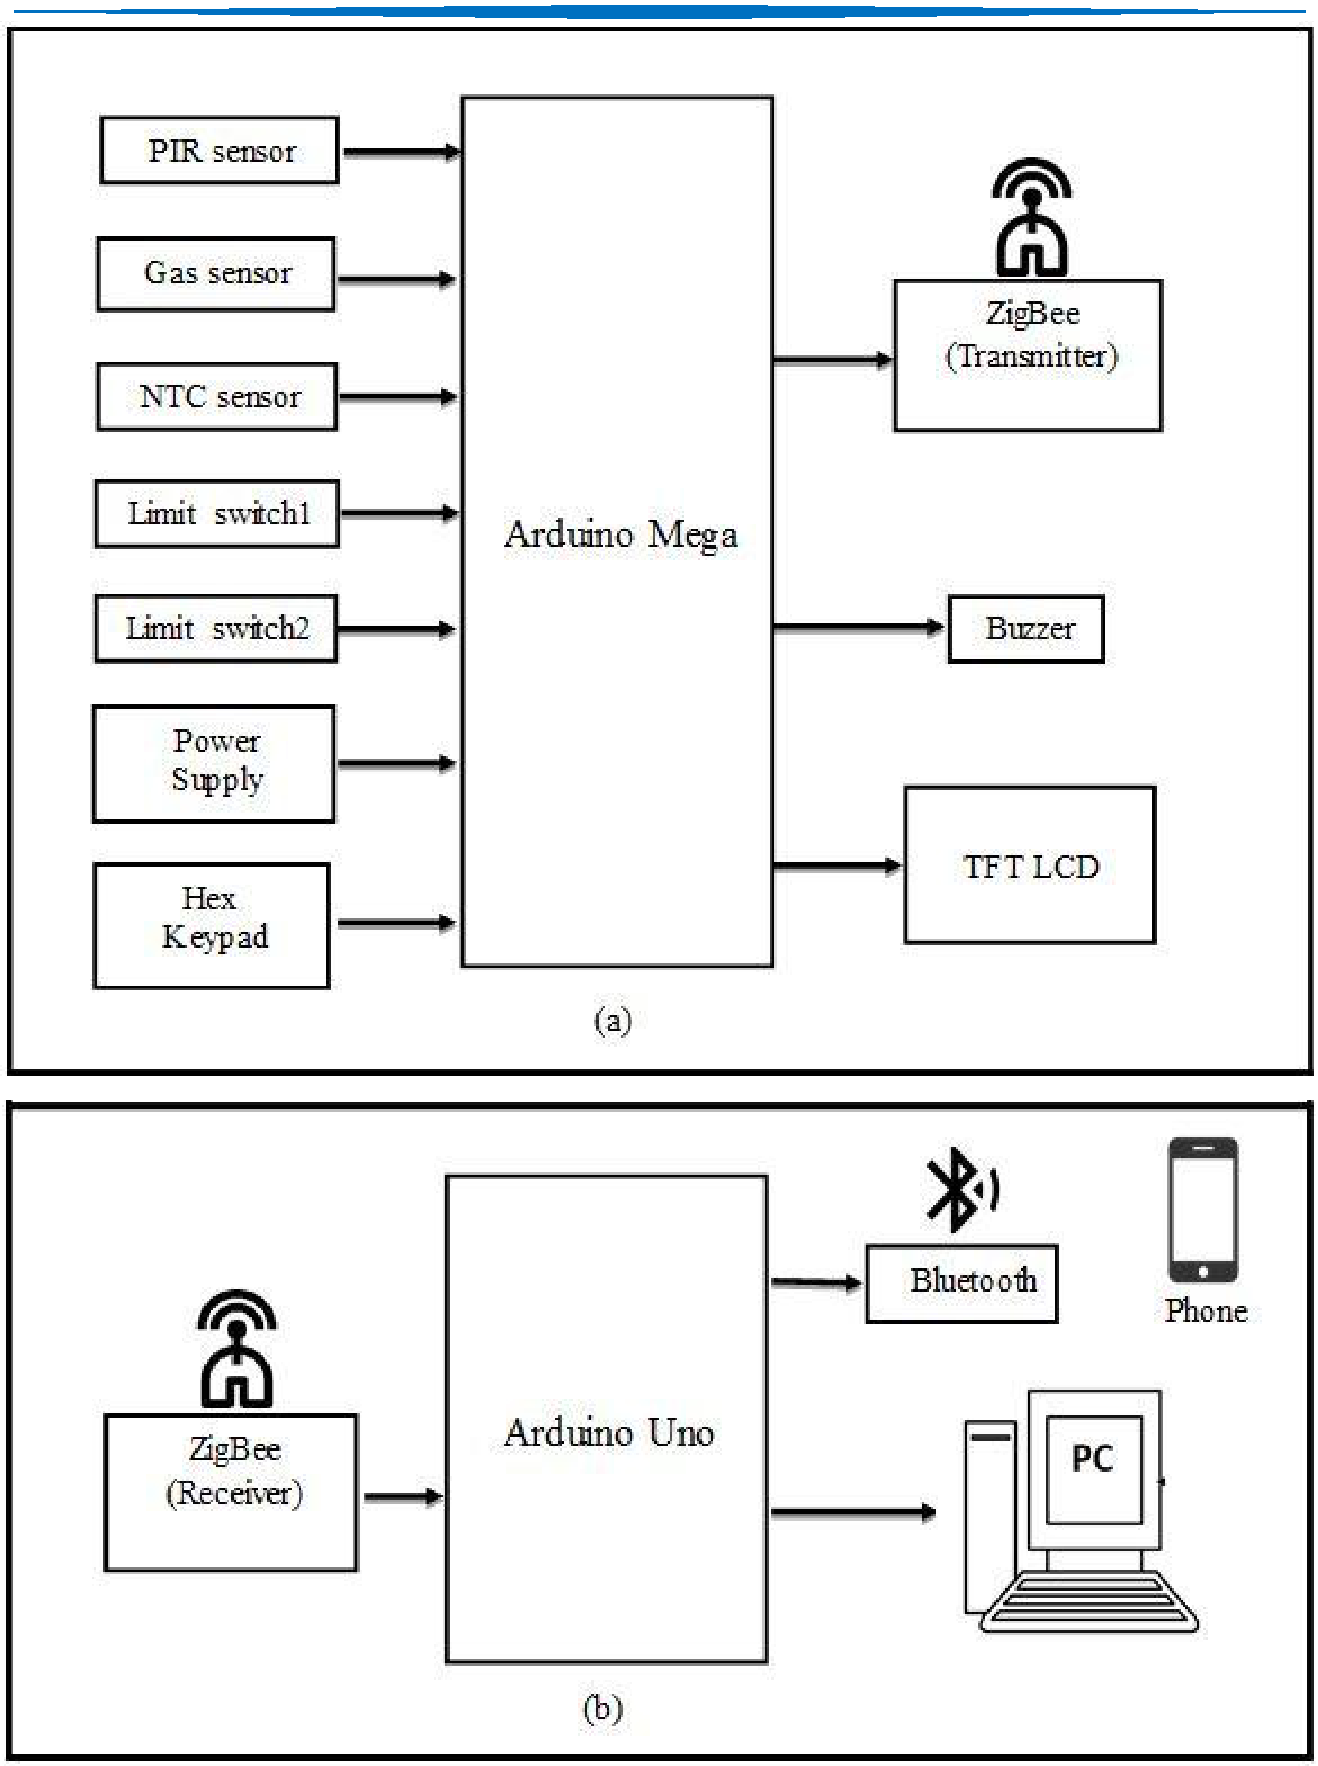 PIR sensor
Gas sensor
NTC sensor
Limit switch1
Limit switch2
Power
Supply
Hex
Keypad
Arduino Mega
ZigBee
(Transmitter)
Buzzer
TFT LCD
(a)
ZigBee
(Receiver)
Arduino Uno
Bluetooth
Phone
PC
(b)